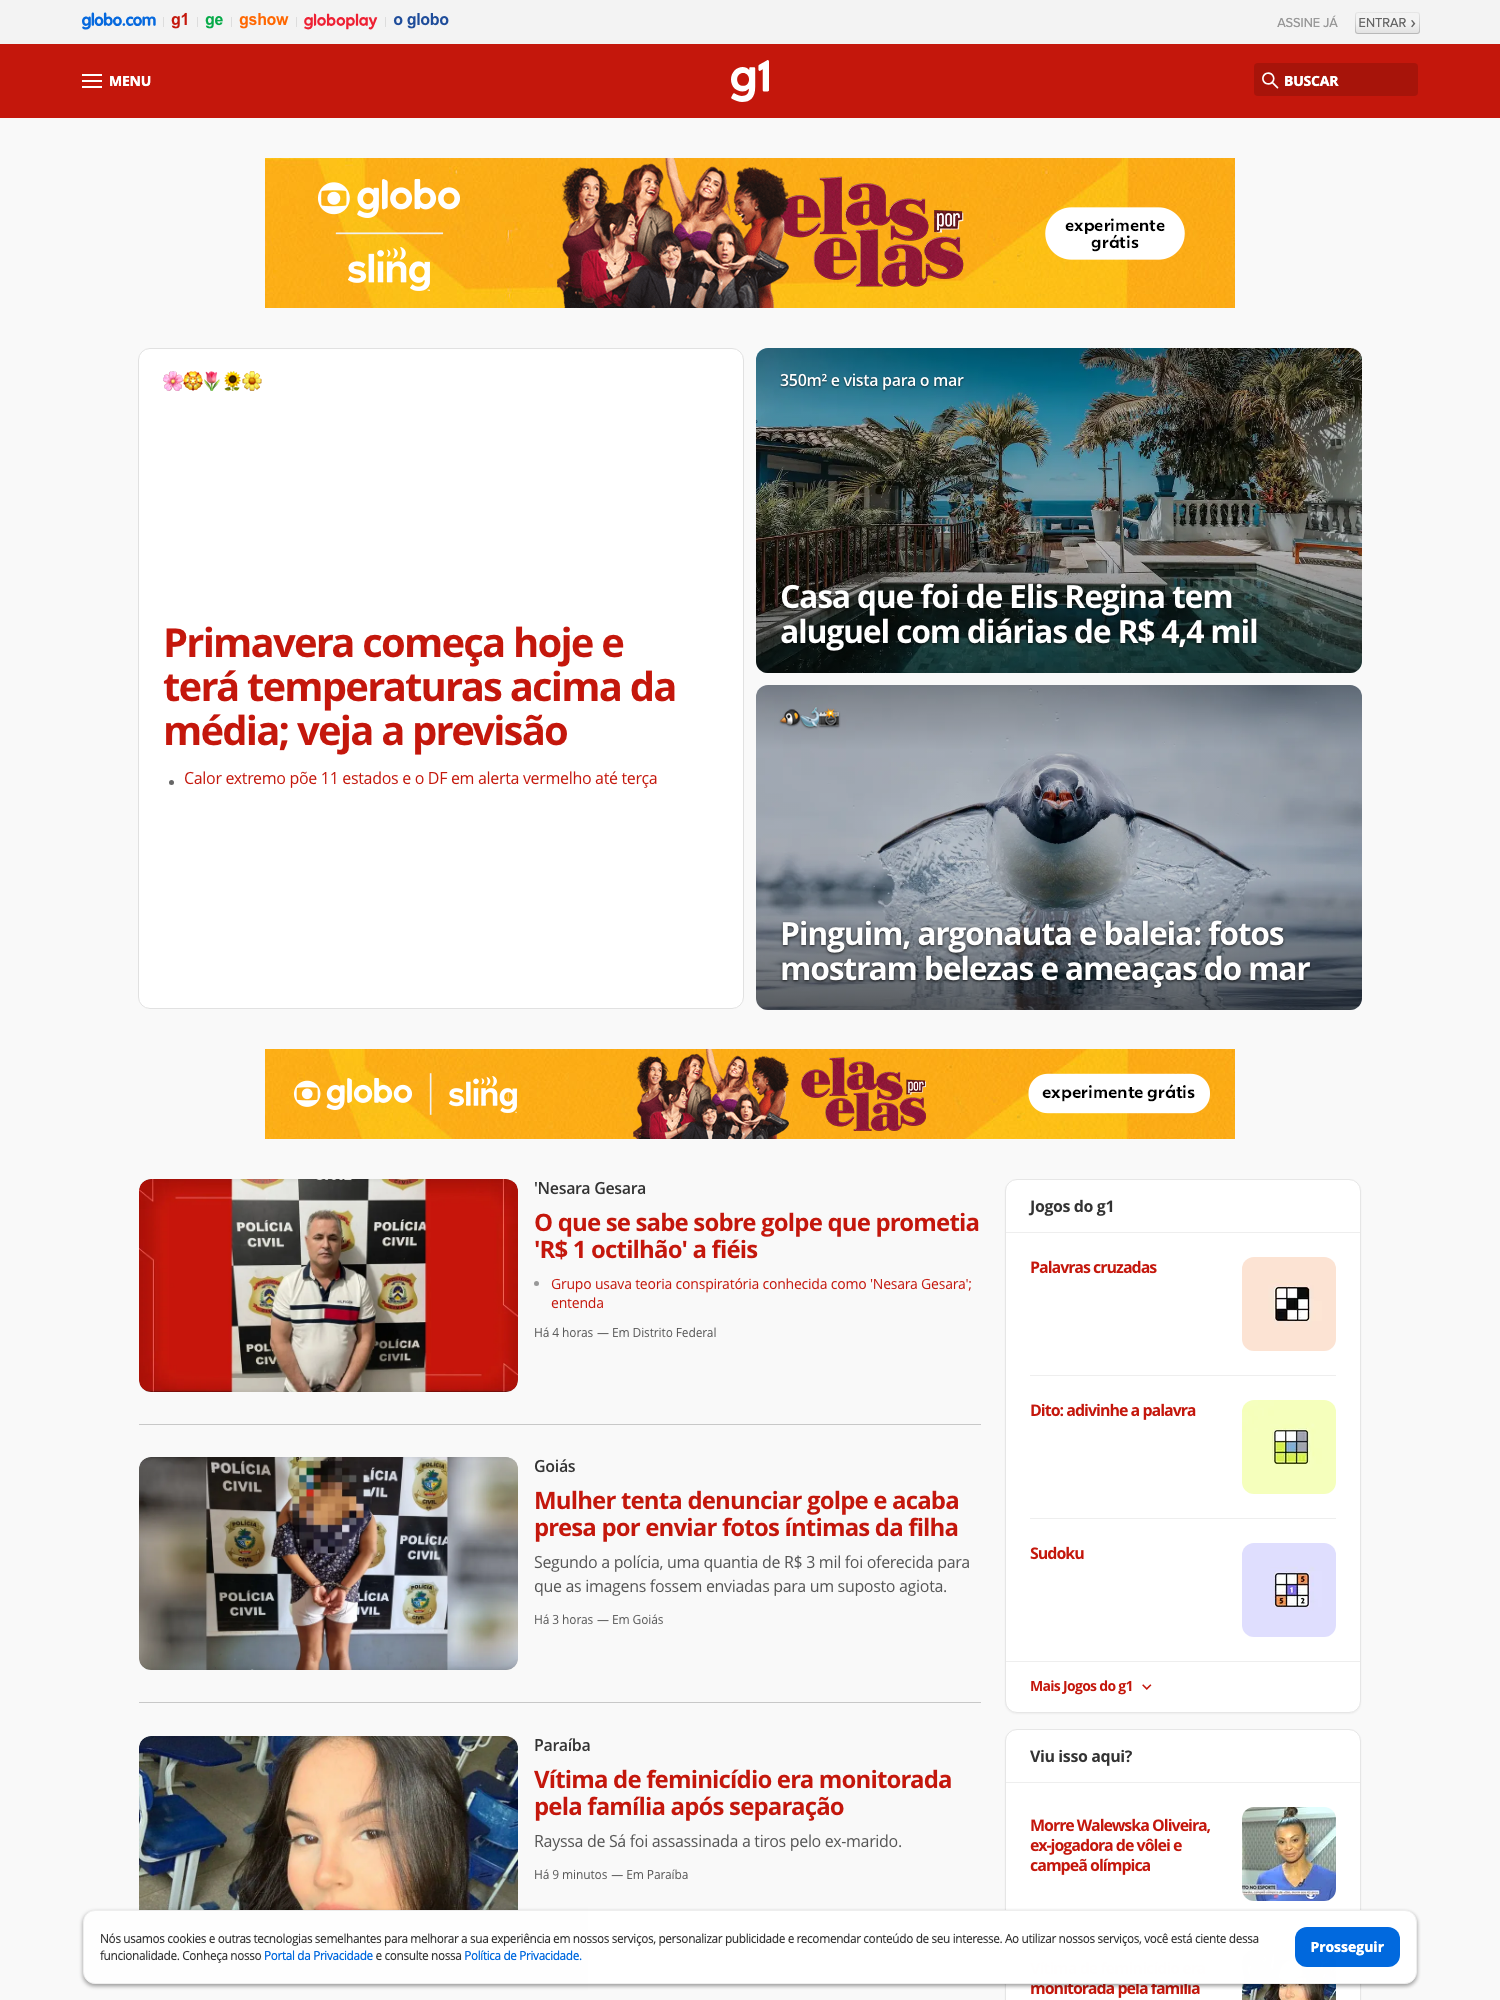 globo.com g1 ge gshow globoplay o globo
ASSINE JÁ
ENTRAR ›
MENU
g1
BUSCAR
globo
sling
elas por elas
experimente
grátis
Primavera começa hoje e
terá temperaturas acima da
média; veja a previsão
Calor extremo põe 11 estados e o DF em alerta vermelho até terça
350m² e vista para o mar
Casa que foi de Elis Regina tem
aluguel com diárias de R$ 4,4 mil
Pinguim, argonauta e baleia: fotos
mostram belezas e ameaças do mar
globo | sling
elas por elas
experimente grátis
POLÍCIA CIVIL
POLÍCIA CIVIL
'Nesara Gesara
O que se sabe sobre golpe que prometia
'R$ 1 octilhão' a fiéis
Grupo usava teoria conspiratória conhecida como 'Nesara Gesara';
entenda
Há 4 horas — Em Distrito Federal
POLÍCIA CIVIL
POLÍCIA CIVIL
Goiás
Mulher tenta denunciar golpe e acaba
presa por enviar fotos íntimas da filha
Segundo a polícia, uma quantia de R$ 3 mil foi oferecida para
que as imagens fossem enviadas para um suposto agiota.
Há 3 horas — Em Goiás
Paraíba
Vítima de feminicídio era monitorada
pela família após separação
Rayssa de Sá foi assassinada a tiros pelo ex-marido.
Há 9 minutos — Em Paraíba
Jogos do g1
Palavras cruzadas
Dito: adivinhe a palavra
Sudoku
5
1
5 2
Mais Jogos do g1
Viu isso aqui?
Morre Walewska Oliveira,
ex-jogadora de vôlei e
campeã olímpica
monitorada pela família
Nós usamos cookies e outras tecnologias semelhantes para melhorar a sua experiência em nossos serviços, personalizar publicidade e recomendar conteúdo de seu interesse. Ao utilizar nossos serviços, você está ciente dessa
funcionalidade. Conheça nosso Portal da Privacidade e consulte nossa Política de Privacidade.
Prosseguir